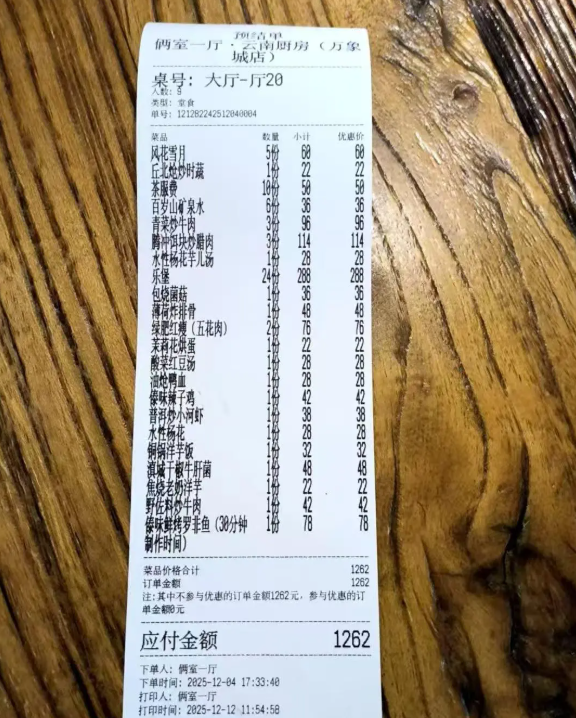 预结单
俩室一厅·云南厨房（万象
城店）
桌号: 大厅-厅20
人数: 9
类型: 堂食
单号: 121282242512040004
菜品 数量 小计 优惠价
风花雪月 5份 60 60
丘北炝炒时蔬 1份 22 22
茶服费 10份 50 50
百岁山矿泉水 6份 36 36
青菜炒牛肉 3份 96 96
腾冲饵块炒腊肉 3份 114 114
水性杨花芋儿汤 1份 28 28
乐堡 24份 288 288
包烧菌菇 1份 36 36
薄荷炸排骨 1份 48 48
绿肥红瘦（五花肉） 2份 76 76
茉莉花烘蛋 1份 22 22
酸菜红豆汤 1份 28 28
油炝鸭血 1份 28 28
傣味辣子鸡 1份 42 42
普洱炒小河虾 1份 38 38
水性杨花 1份 28 28
铜锅洋芋饭 1份 32 32
滇城干椒牛肝菌 1份 48 48
焦烧老奶洋芋 1份 22 22
野佐料炒牛肉 1份 42 42
傣味鲜烤罗非鱼（30分钟 1份 78 78
制作时间）
菜品价格合计 1262
订单金额 1262
注:其中不参与优惠的订单金额1262元，参与优惠的订
单金额0元
应付金额 1262
下单人: 俩室一厅
下单时间: 2025-12-04 17:33:40
打印人: 俩室一厅
打印时间: 2025-12-12 11:54:58